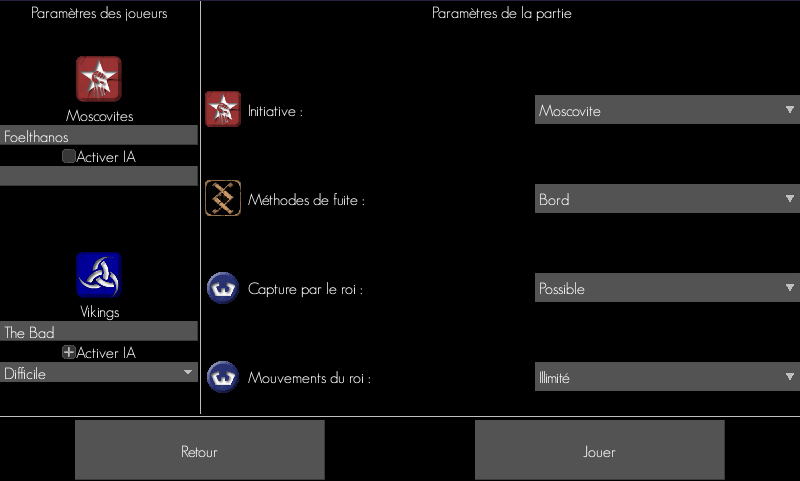 Paramètres des joueurs
Moscovites
Foelthanos
Activer IA
Vikings
The Bad
Activer IA
Difficile
Paramètres de la partie
Initiative :
Moscovite
Méthodes de fuite :
Bord
Capture par le roi :
Possible
Mouvements du roi :
Illimité
Retour
Jouer